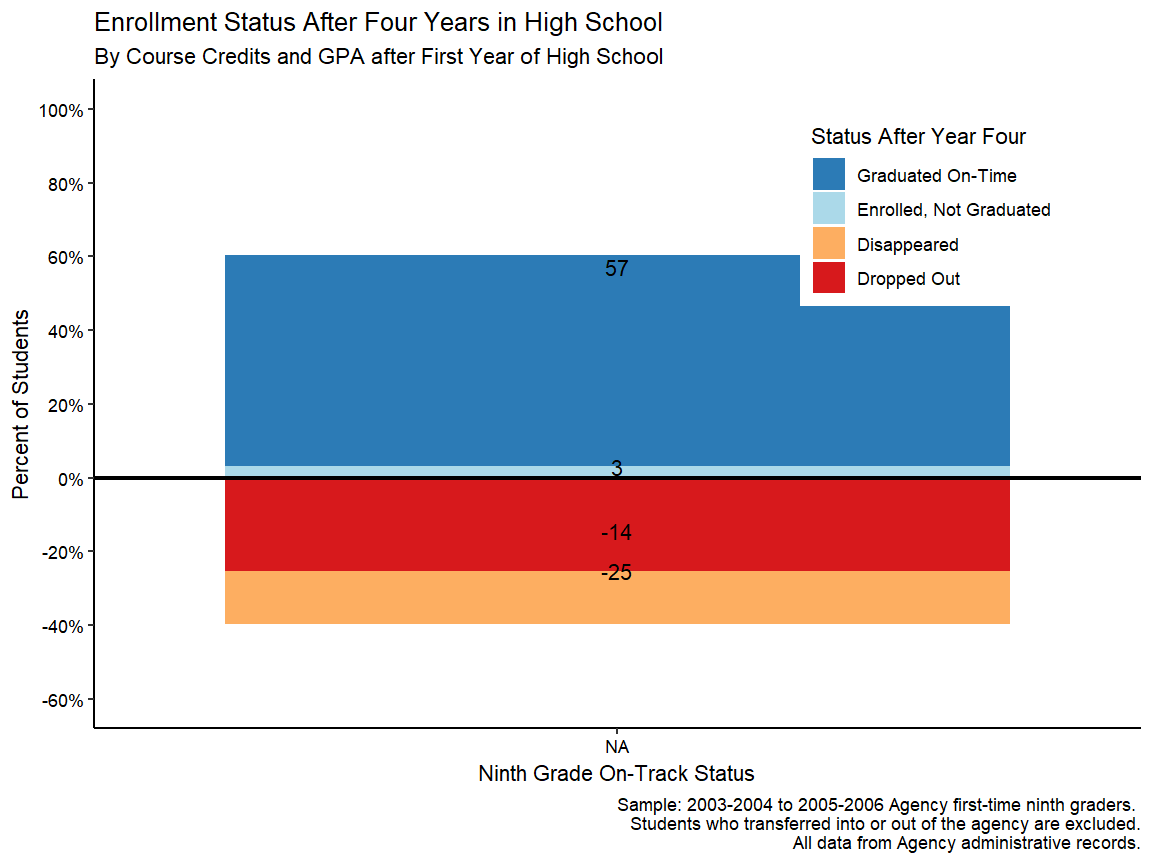 Enrollment Status After Four Years in High School
By Course Credits and GPA after First Year of High School
100%
80%
60%
40%
20%
0%
-20%
-40%
-60%
Percent of Students
Status After Year Four
Graduated On-Time
Enrolled, Not Graduated
Disappeared
Dropped Out
57
3
-14
-25
NA
Ninth Grade On-Track Status
Sample: 2003-2004 to 2005-2006 Agency first-time ninth graders.
Students who transferred into or out of the agency are excluded.
All data from Agency administrative records.